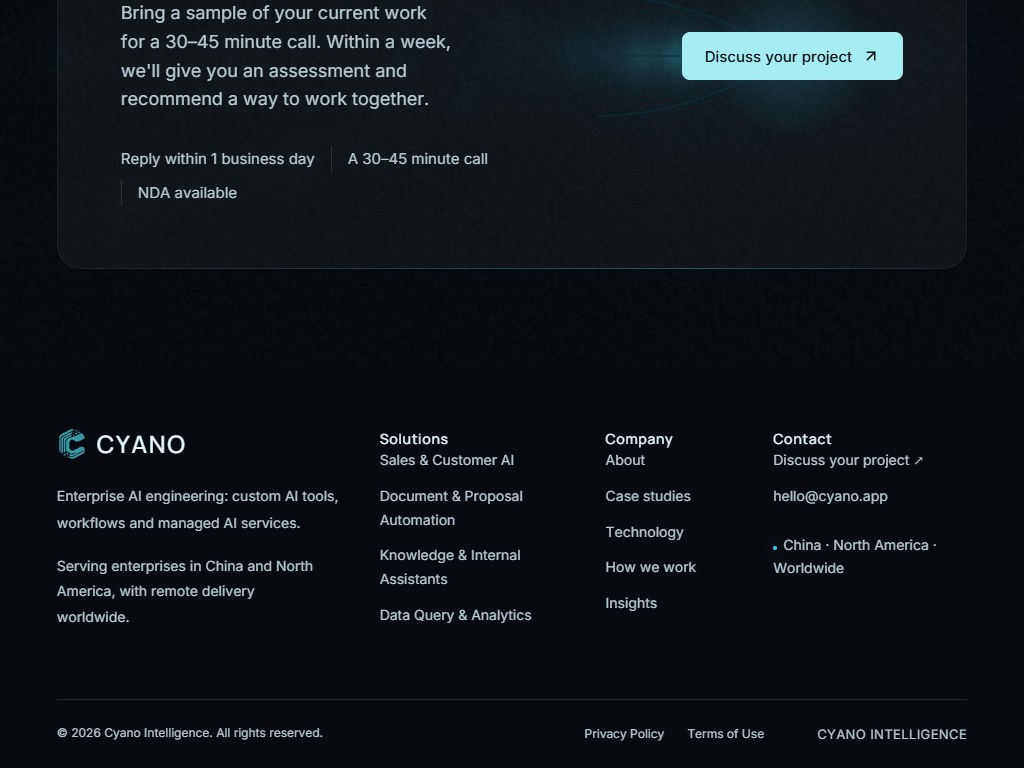 Bring a sample of your current work
for a 30–45 minute call. Within a week,
we'll give you an assessment and
recommend a way to work together.
Discuss your project ↗
Reply within 1 business day
A 30–45 minute call
NDA available
CYANO
Enterprise AI engineering: custom AI tools,
workflows and managed AI services.
Serving enterprises in China and North
America, with remote delivery
worldwide.
Solutions
Sales & Customer AI
Document & Proposal
Automation
Knowledge & Internal
Assistants
Data Query & Analytics
Company
About
Case studies
Technology
How we work
Insights
Contact
Discuss your project ↗
hello@cyano.app
• China · North America ·
Worldwide
© 2026 Cyano Intelligence. All rights reserved.
Privacy Policy
Terms of Use
CYANO INTELLIGENCE